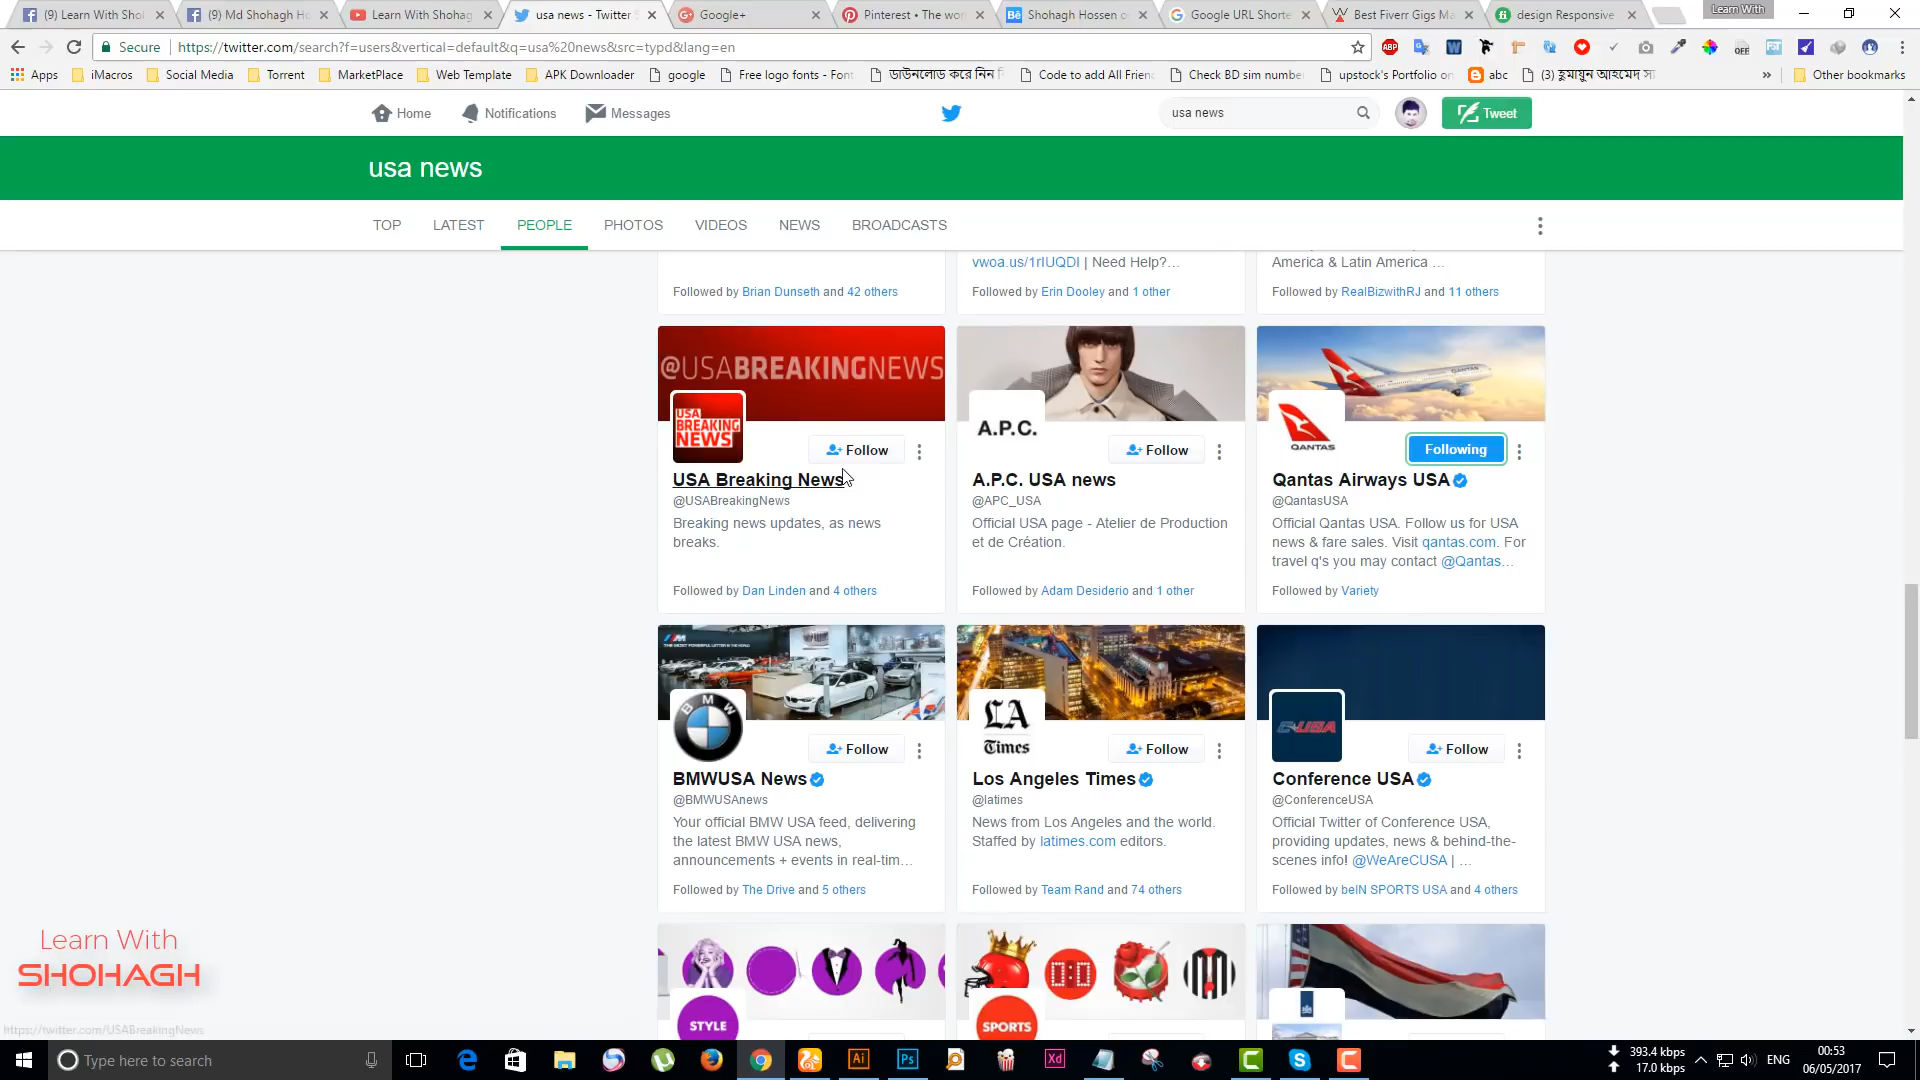 (9) Learn With Sho
(9) Md Shohagh Ho
Learn With Shohag
usa news - Twitter S
Google+
Pinterest • The wor
Shohagh Hossen o
Google URL Shorte
Best Fiverr Gigs Ma
design Responsive
Learn With
Secure
https://twitter.com/search?f=users&vertical=default&q=usa%20news&src=typd&lang=en
Apps
iMacros
Social Media
Torrent
MarketPlace
Web Template
APK Downloader
google
Free logo fonts - Font
ডাউনলোড করে নিন
Code to add All Frien
Check BD sim numbe
upstock's Portfolio on
abc
(3) হুমায়ুন আহমেদ স
Other bookmarks
Home
Notifications
Messages
usa news
Tweet
usa news
TOP
LATEST
PEOPLE
PHOTOS
VIDEOS
NEWS
BROADCASTS
Followed by Brian Dunseth and 42 others
vwoa.us/1rIUQDI | Need Help?...
Followed by Erin Dooley and 1 other
America & Latin America ...
Followed by RealBizwithRJ and 11 others
@USABREAKINGNEWS
USA
BREAKING
NEWS
Follow
USA Breaking News
@USABreakingNews
Breaking news updates, as news
breaks.
Followed by Dan Linden and 4 others
A.P.C.
Follow
A.P.C. USA news
@APC_USA
Official USA page - Atelier de Production
et de Création.
Followed by Adam Desiderio and 1 other
QANTAS
Following
Qantas Airways USA
@QantasUSA
Official Qantas USA. Follow us for USA
news & fare sales. Visit qantas.com. For
travel q's you may contact @Qantas...
Followed by Variety
BMW
Follow
BMWUSA News
@BMWUSAnews
Your official BMW USA feed, delivering
the latest BMW USA news,
announcements + events in real-tim...
Followed by The Drive and 5 others
LA
Times
Follow
Los Angeles Times
@latimes
News from Los Angeles and the world.
Staffed by latimes.com editors.
Followed by Team Rand and 74 others
C USA
Follow
Conference USA
@ConferenceUSA
Official Twitter of Conference USA,
providing updates, news & behind-the-
scenes info! @WeAreCUSA | ...
Followed by beIN SPORTS USA and 4 others
STYLE
SPORTS
Learn With
SHOHAGH
https://twitter.com/USABreakingNews
Type here to search
393.4 kbps
17.0 kbps
ENG
00:53
06/05/2017